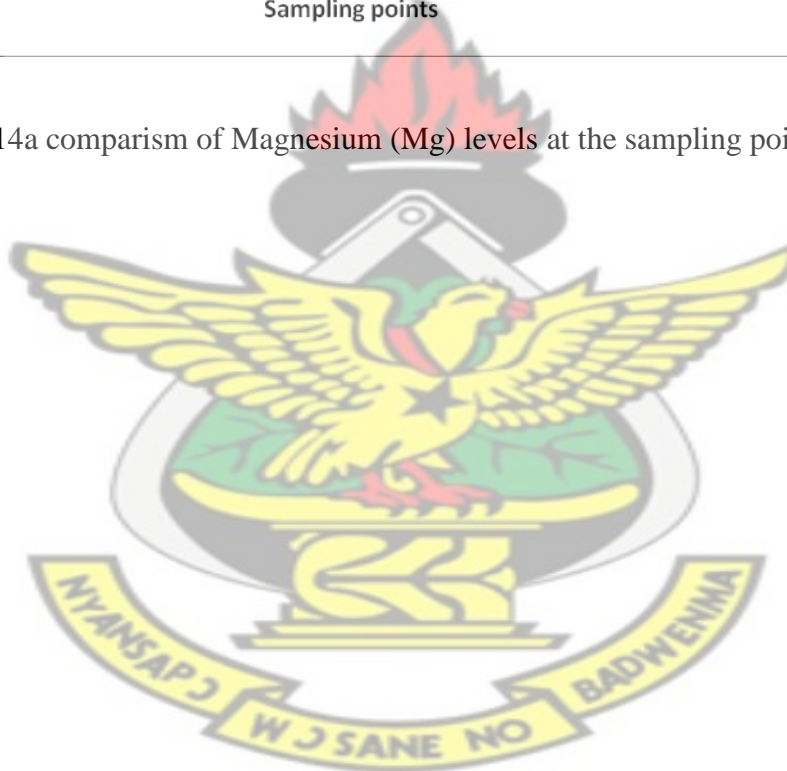 Sampling points
14a comparism of Magnesium (Mg) levels at the sampling poi
NYANSAPƆ WƆSANE NO BADWENMA